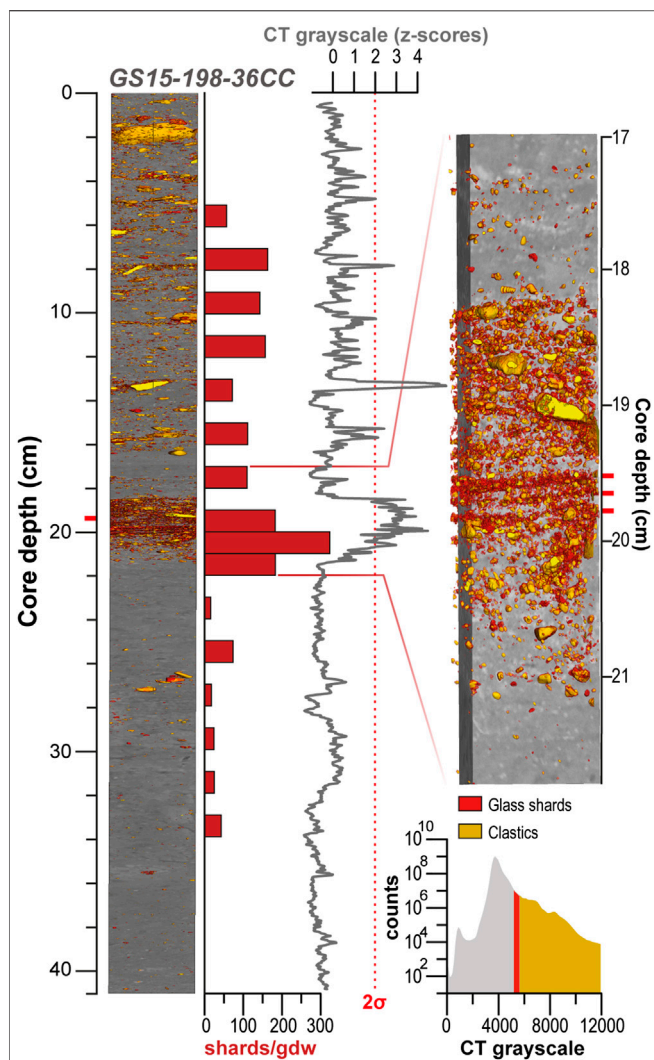 CT grayscale (z-scores)
GS15-198-36CC
0 1 2 3 4
0
10
20
30
40
Core depth (cm)
17
18
19
20
21
Core depth (cm)
Glass shards
Clastics
10^10
10^8
10^6
10^4
10^2
counts
0 4000 8000 12000
CT grayscale
0 100 200 300
shards/gdw
2σ